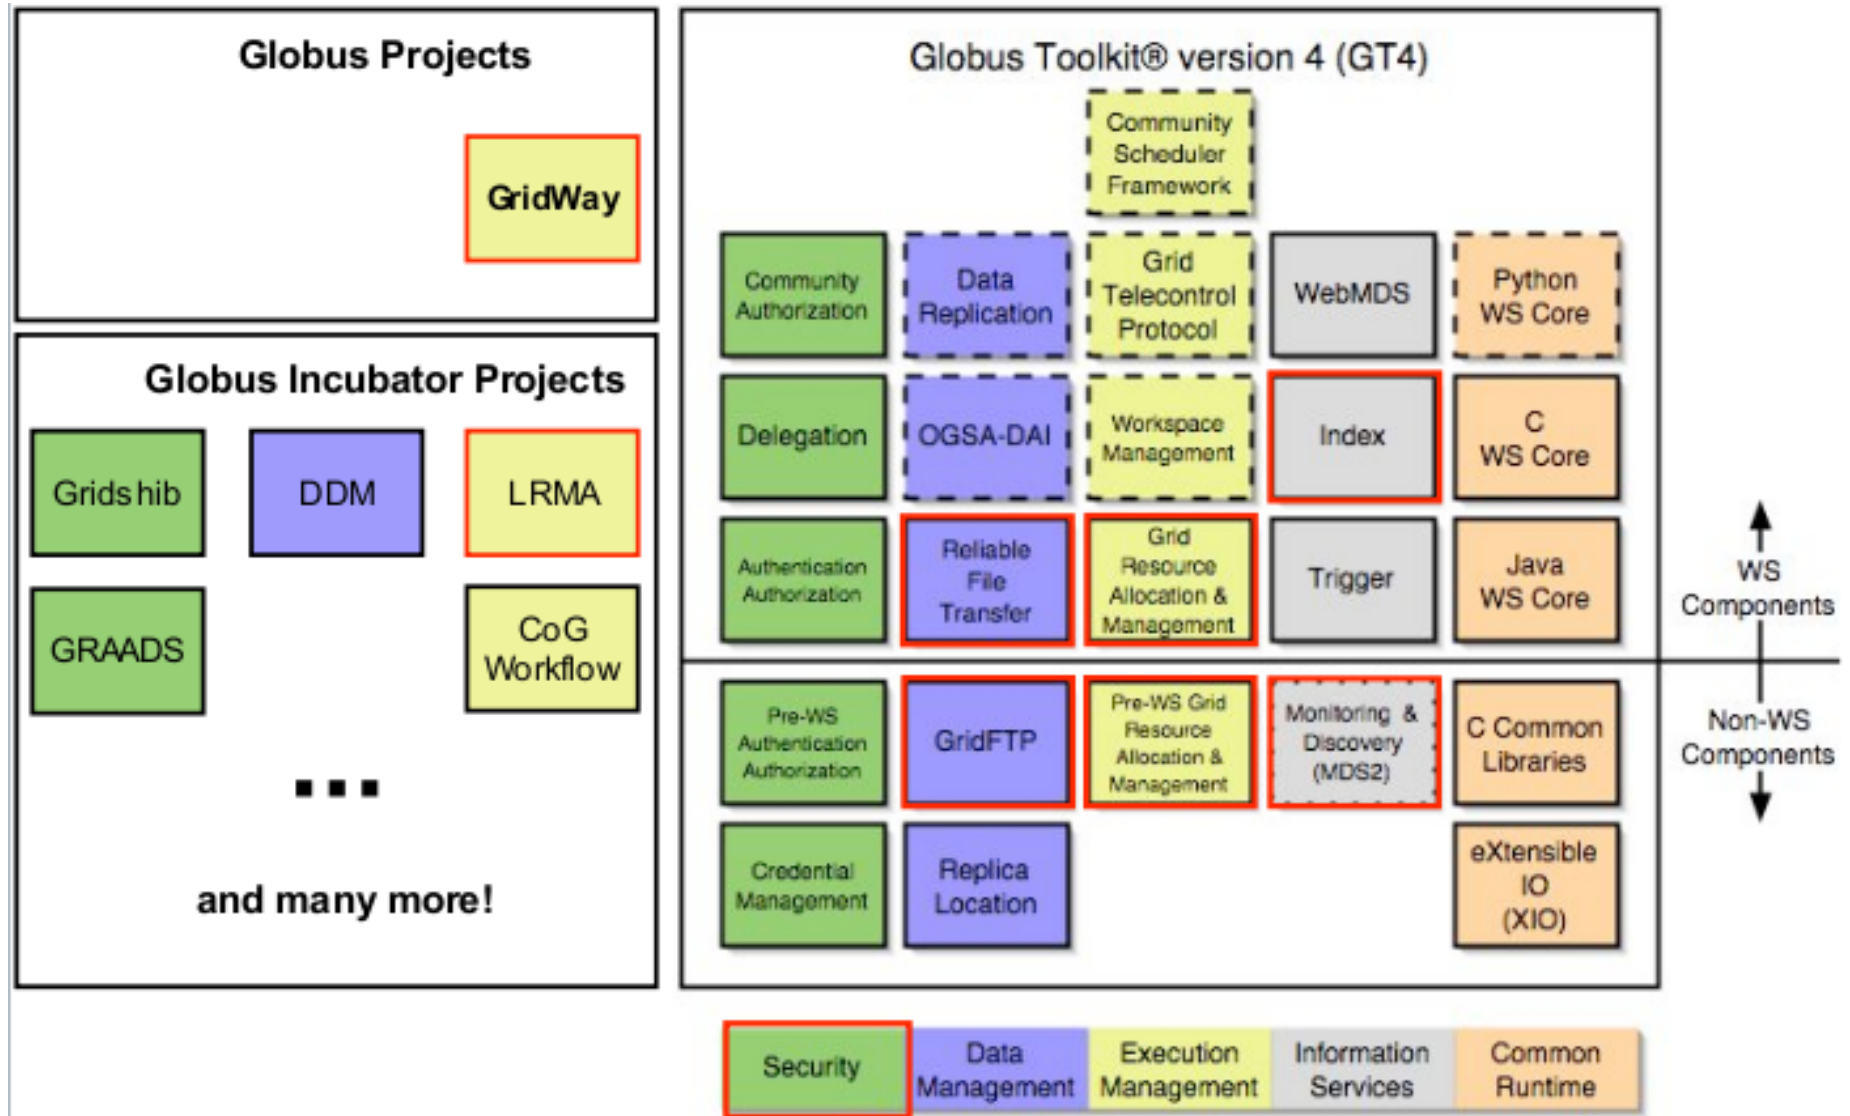 Globus Projects
GridWay
Globus Incubator Projects
Gridshib
DDM
LRMA
GRAADS
CoG
Workflow
...
and many more!
Globus Toolkit® version 4 (GT4)
Community
Scheduler
Framework
Community
Authorization
Data
Replication
Grid
Telecontrol
Protocol
WebMDS
Python
WS Core
Delegation
OGSA-DAI
Workspace
Management
Index
C
WS Core
Authentication
Authorization
Reliable
File
Transfer
Grid
Resource
Allocation &
Management
Trigger
Java
WS Core
WS
Components
Pre-WS
Authentication
Authorization
GridFTP
Pre-WS Grid
Resource
Allocation &
Management
Monitoring &
Discovery
(MDS2)
C Common
Libraries
Non-WS
Components
Credential
Management
Replica
Location
eXtensible
IO
(XIO)
Security
Data
Management
Execution
Management
Information
Services
Common
Runtime